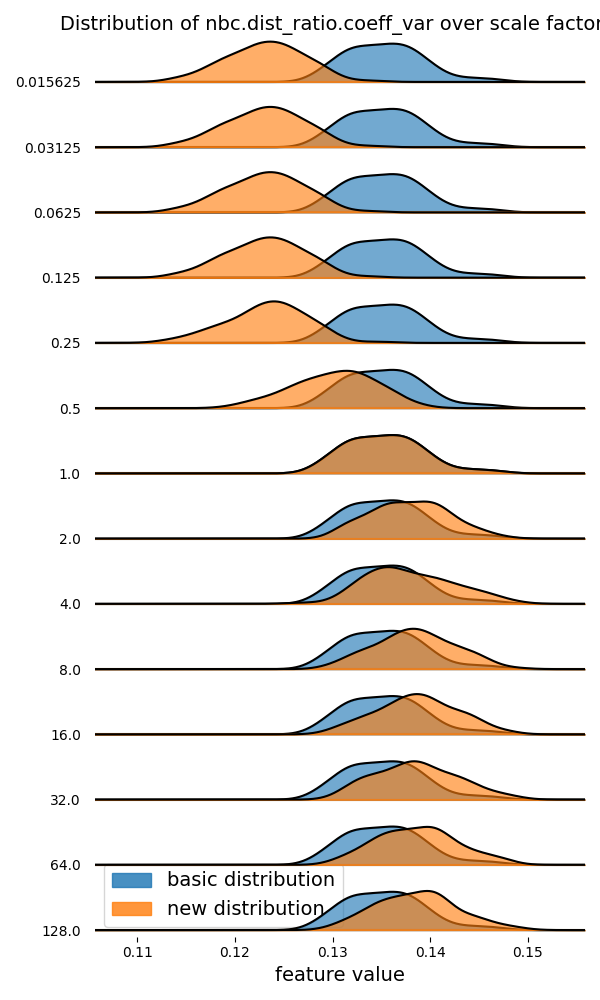 Distribution of nbc.dist_ratio.coeff_var over scale factor
0.015625
0.03125
0.0625
0.125
0.25
0.5
1.0
2.0
4.0
8.0
16.0
32.0
64.0
basic distribution
new distribution
128.0
0.11 0.12 0.13 0.14 0.15
feature value